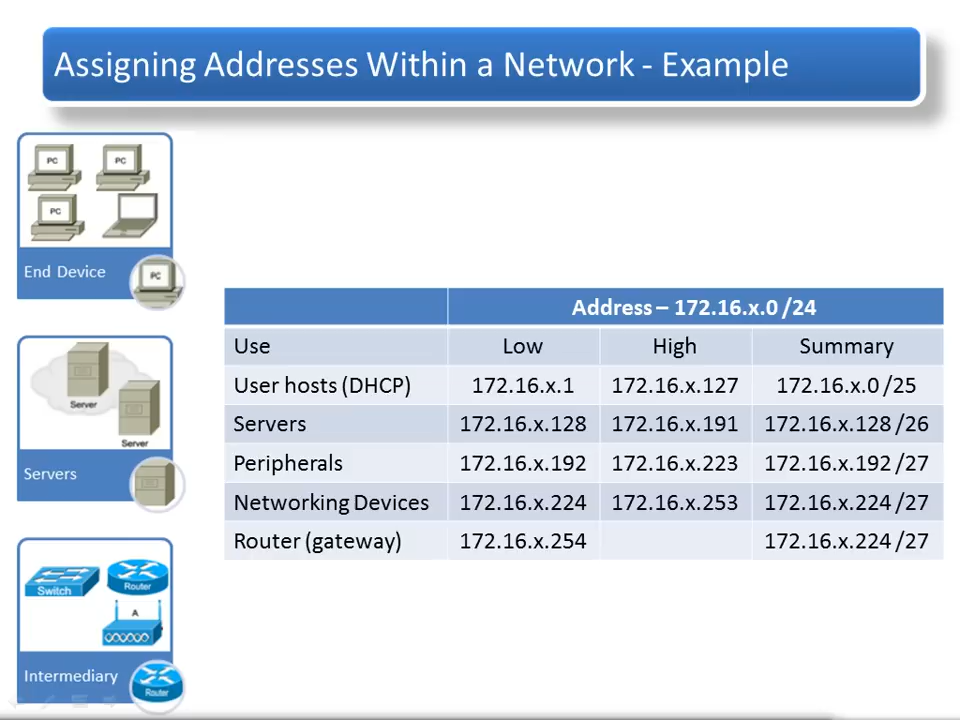 Assigning Addresses Within a Network - Example
PC
PC
PC
End Device
PC
Server
Server
Servers
Switch
Router
A
Intermediary
Router
Address – 172.16.x.0 /24
Use Low High Summary
User hosts (DHCP) 172.16.x.1 172.16.x.127 172.16.x.0 /25
Servers 172.16.x.128 172.16.x.191 172.16.x.128 /26
Peripherals 172.16.x.192 172.16.x.223 172.16.x.192 /27
Networking Devices 172.16.x.224 172.16.x.253 172.16.x.224 /27
Router (gateway) 172.16.x.254 172.16.x.224 /27